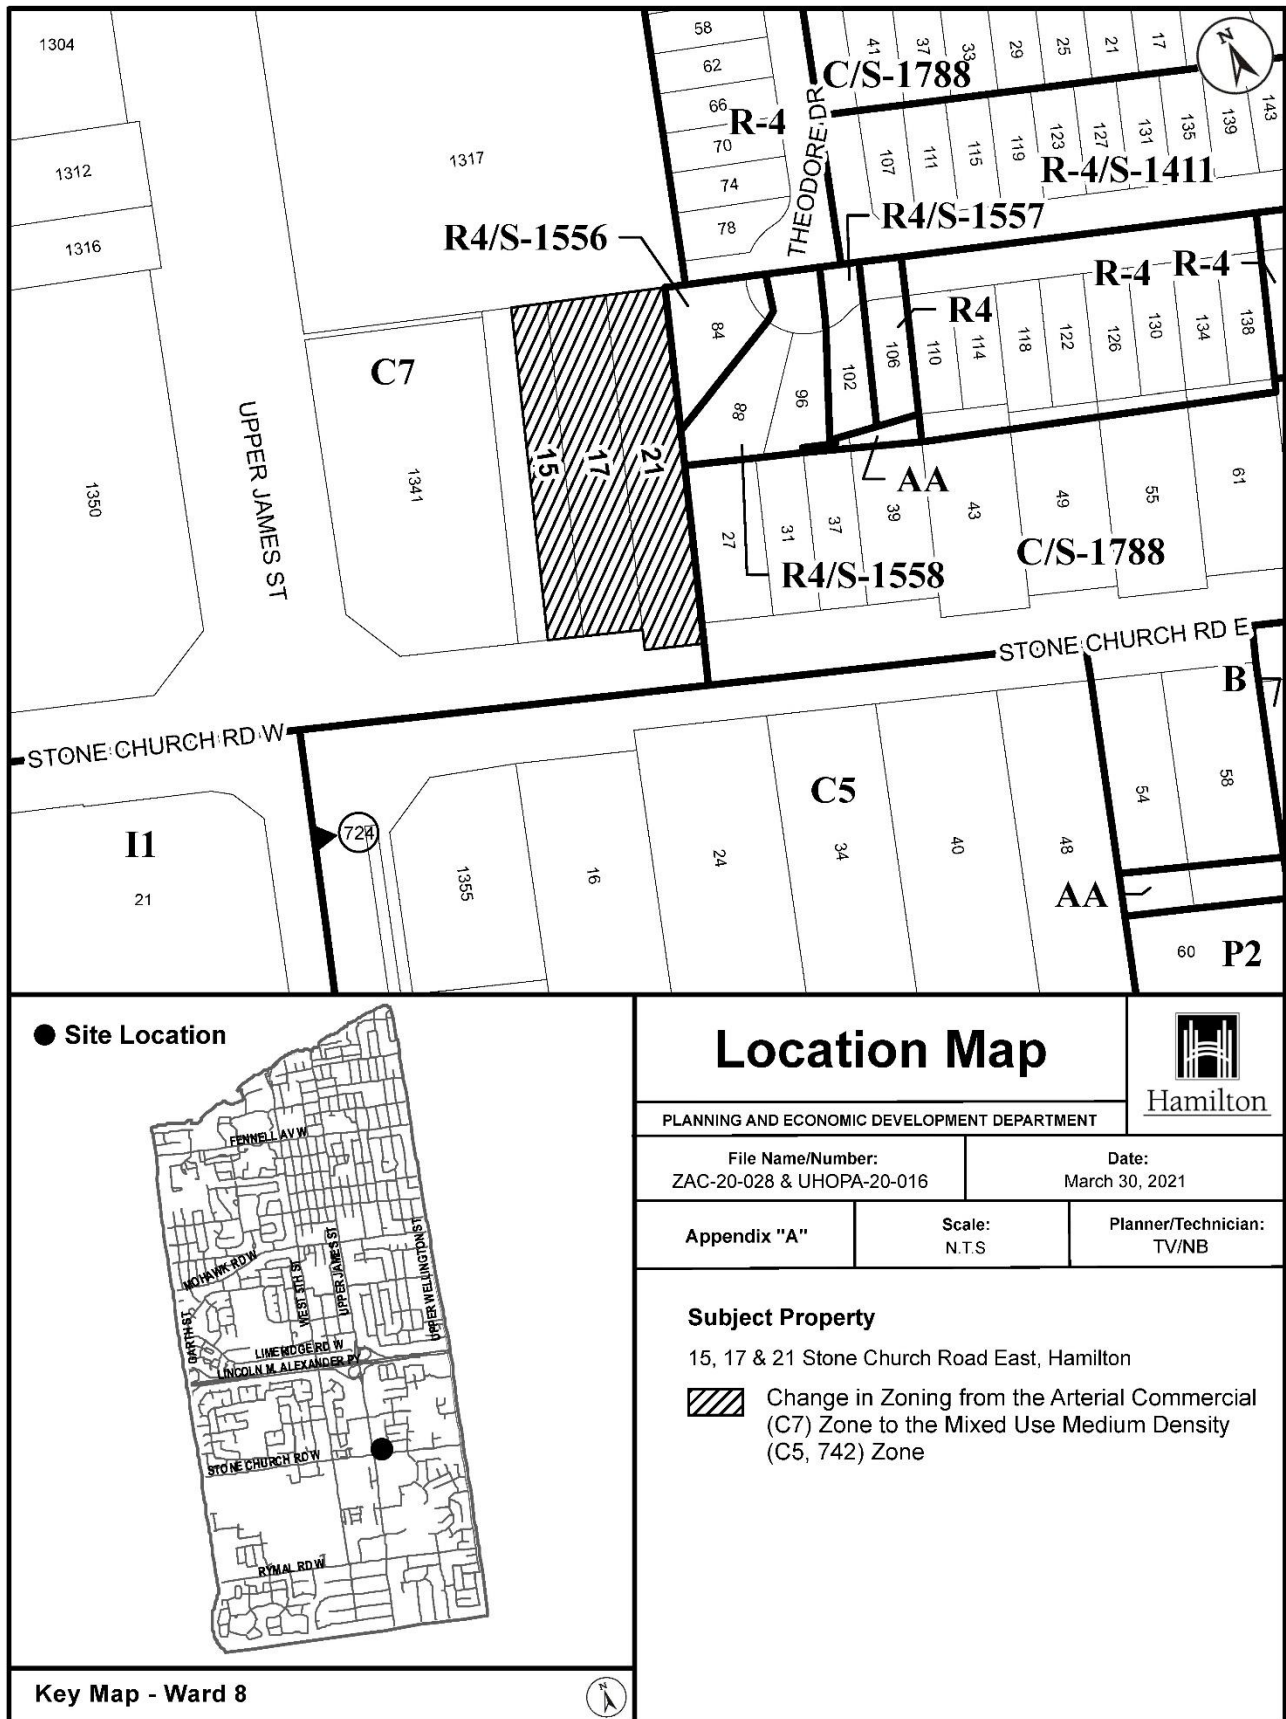 1304
58
62
66
70
74
78
41
37
33
29
25
21
17
N
C/S-1788
R-4
THEODORE DR
1312
1316
1317
107
111
115
119
123
127
131
135
139
143
R-4/S-1411
R4/S-1556
R4/S-1557
R-4
R-4
R4
84
88
96
102
106
110
114
118
122
126
130
134
138
C7
UPPER JAMES ST
1350
1341
15
17
21
AA
27
31
37
39
43
49
55
61
C/S-1788
R4/S-1558
STONE CHURCH RD E
B
STONE CHURCH RD W
I1
21
724
1355
16
24
C5
34
40
48
54
58
AA
60
P2
Site Location
FENNELL AV W
MOHAWK RD W
WEST 5TH ST
UPPER JAMES ST
UPPER WELLINGTON ST
GARTH ST
LIMERIDGE RD W
LINCOLN M. ALEXANDER PY
STONE CHURCH RD W
RYMAL RD W
Key Map - Ward 8
N
Location Map
Hamilton
PLANNING AND ECONOMIC DEVELOPMENT DEPARTMENT
File Name/Number:
ZAC-20-028 & UHOPA-20-016
Date:
March 30, 2021
Appendix "A"
Scale:
N.T.S
Planner/Technician:
TV/NB
Subject Property
15, 17 & 21 Stone Church Road East, Hamilton
Change in Zoning from the Arterial Commercial
(C7) Zone to the Mixed Use Medium Density
(C5, 742) Zone